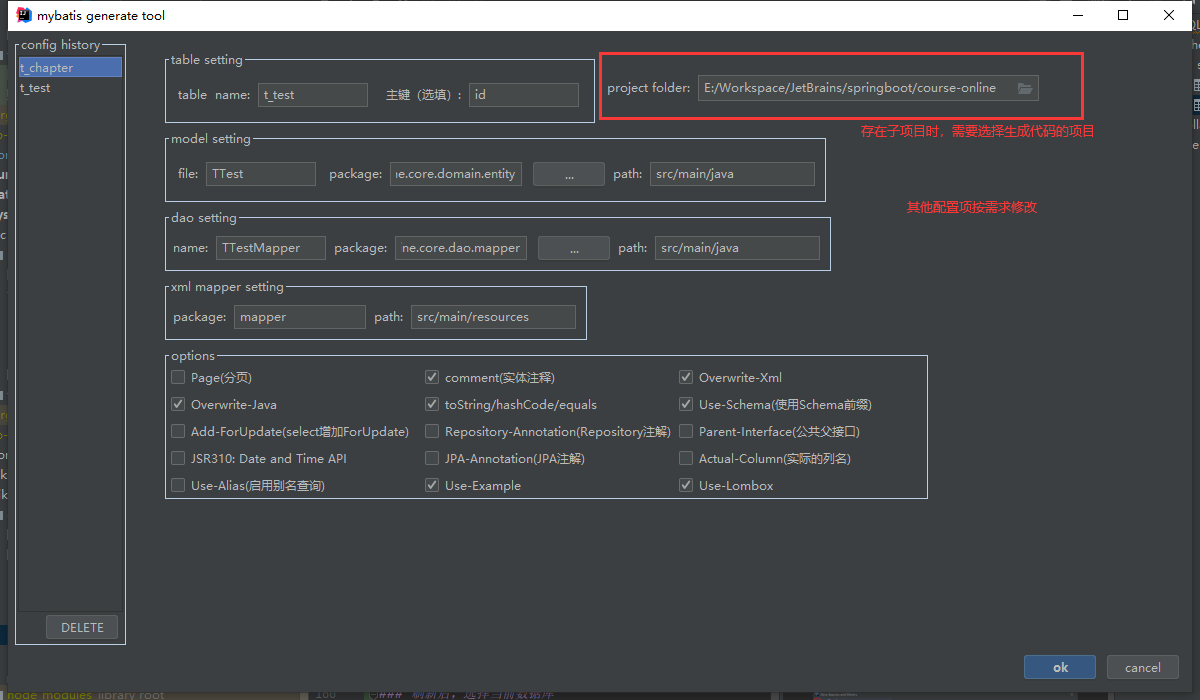 mybatis generate tool
config history
t_chapter
t_test
DELETE
table setting
table name: t_test 主键（选填）: id
project folder: E:/Workspace/JetBrains/springboot/course-online
存在子项目时，需要选择生成代码的项目
model setting
file: TTest package: ne.core.domain.entity ... path: src/main/java
其他配置项按需求修改
dao setting
name: TTestMapper package: ne.core.dao.mapper ... path: src/main/java
xml mapper setting
package: mapper path: src/main/resources
options
Page(分页) comment(实体注释) Overwrite-Xml
Overwrite-Java toString/hashCode/equals Use-Schema(使用Schema前缀)
Add-ForUpdate(select增加ForUpdate) Repository-Annotation(Repository注解) Parent-Interface(公共父接口)
JSR310: Date and Time API JPA-Annotation(JPA注解) Actual-Column(实际的列名)
Use-Alias(启用别名查询) Use-Example Use-Lombox
ok cancel
node_modules library root
100 ### 刷新后，选择当前数据库